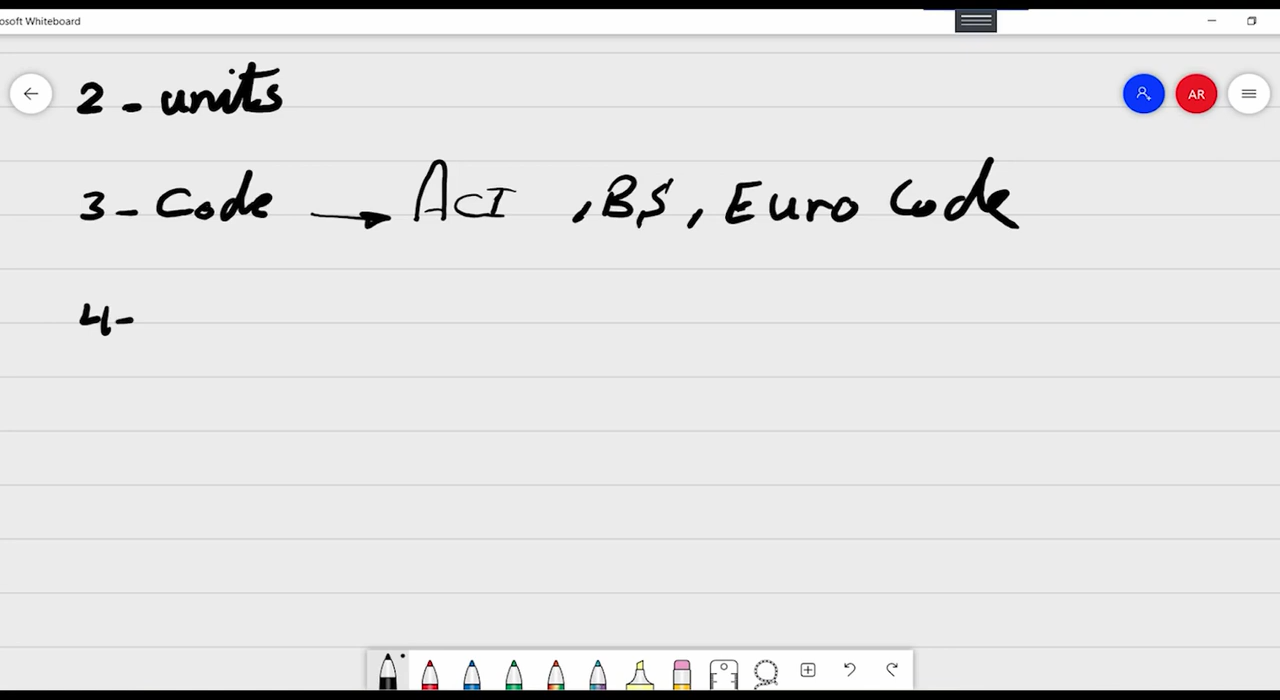 osoft Whiteboard
2 - units
AR
3 - Code → ACI , BS , Euro Code
4 -